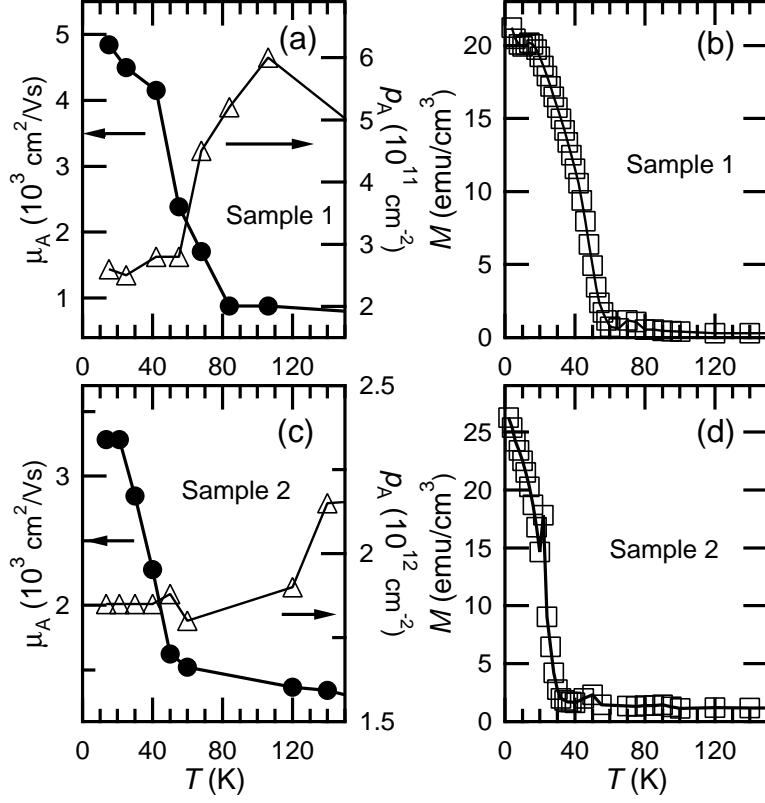 (a)
5
4
3
2
1
μA (10³ cm²/Vs)
6
5
4
3
2
pA (10¹¹ cm⁻²)
Sample 1
0 40 80 120
(b)
20
15
10
5
0
M (emu/cm³)
Sample 1
0 40 80 120
(c)
3
2
μA (10³ cm²/Vs)
2.5
2
1.5
pA (10¹² cm⁻²)
Sample 2
0 40 80 120
T (K)
(d)
25
20
15
10
5
0
M (emu/cm³)
Sample 2
0 40 80 120
T (K)